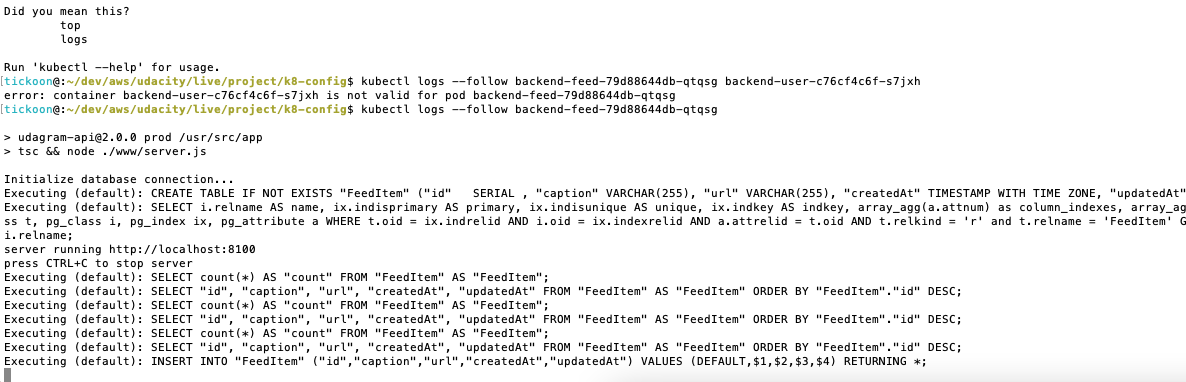 Did you mean this?
top
logs
Run 'kubectl --help' for usage.
[tickoon@:~/dev/aws/udacity/live/project/k8-config$ kubectl logs --follow backend-feed-79d88644db-qtqsg backend-user-c76cf4c6f-s7jxh
error: container backend-user-c76cf4c6f-s7jxh is not valid for pod backend-feed-79d88644db-qtqsg
[tickoon@:~/dev/aws/udacity/live/project/k8-config$ kubectl logs --follow backend-feed-79d88644db-qtqsg
> udagram-api@2.0.0 prod /usr/src/app
> tsc && node ./www/server.js
Initialize database connection...
Executing (default): CREATE TABLE IF NOT EXISTS "FeedItem" ("id"   SERIAL , "caption" VARCHAR(255), "url" VARCHAR(255), "createdAt" TIMESTAMP WITH TIME ZONE, "updatedAt"
Executing (default): SELECT i.relname AS name, ix.indisprimary AS primary, ix.indisunique AS unique, ix.indkey AS indkey, array_agg(a.attnum) as column_indexes, array_ag
ss t, pg_class i, pg_index ix, pg_attribute a WHERE t.oid = ix.indrelid AND i.oid = ix.indexrelid AND a.attrelid = t.oid AND t.relkind = 'r' and t.relname = 'FeedItem' G
i.relname;
server running http://localhost:8100
press CTRL+C to stop server
Executing (default): SELECT count(*) AS "count" FROM "FeedItem" AS "FeedItem";
Executing (default): SELECT "id", "caption", "url", "createdAt", "updatedAt" FROM "FeedItem" AS "FeedItem" ORDER BY "FeedItem"."id" DESC;
Executing (default): SELECT count(*) AS "count" FROM "FeedItem" AS "FeedItem";
Executing (default): SELECT "id", "caption", "url", "createdAt", "updatedAt" FROM "FeedItem" AS "FeedItem" ORDER BY "FeedItem"."id" DESC;
Executing (default): SELECT count(*) AS "count" FROM "FeedItem" AS "FeedItem";
Executing (default): SELECT "id", "caption", "url", "createdAt", "updatedAt" FROM "FeedItem" AS "FeedItem" ORDER BY "FeedItem"."id" DESC;
Executing (default): INSERT INTO "FeedItem" ("id","caption","url","createdAt","updatedAt") VALUES (DEFAULT,$1,$2,$3,$4) RETURNING *;